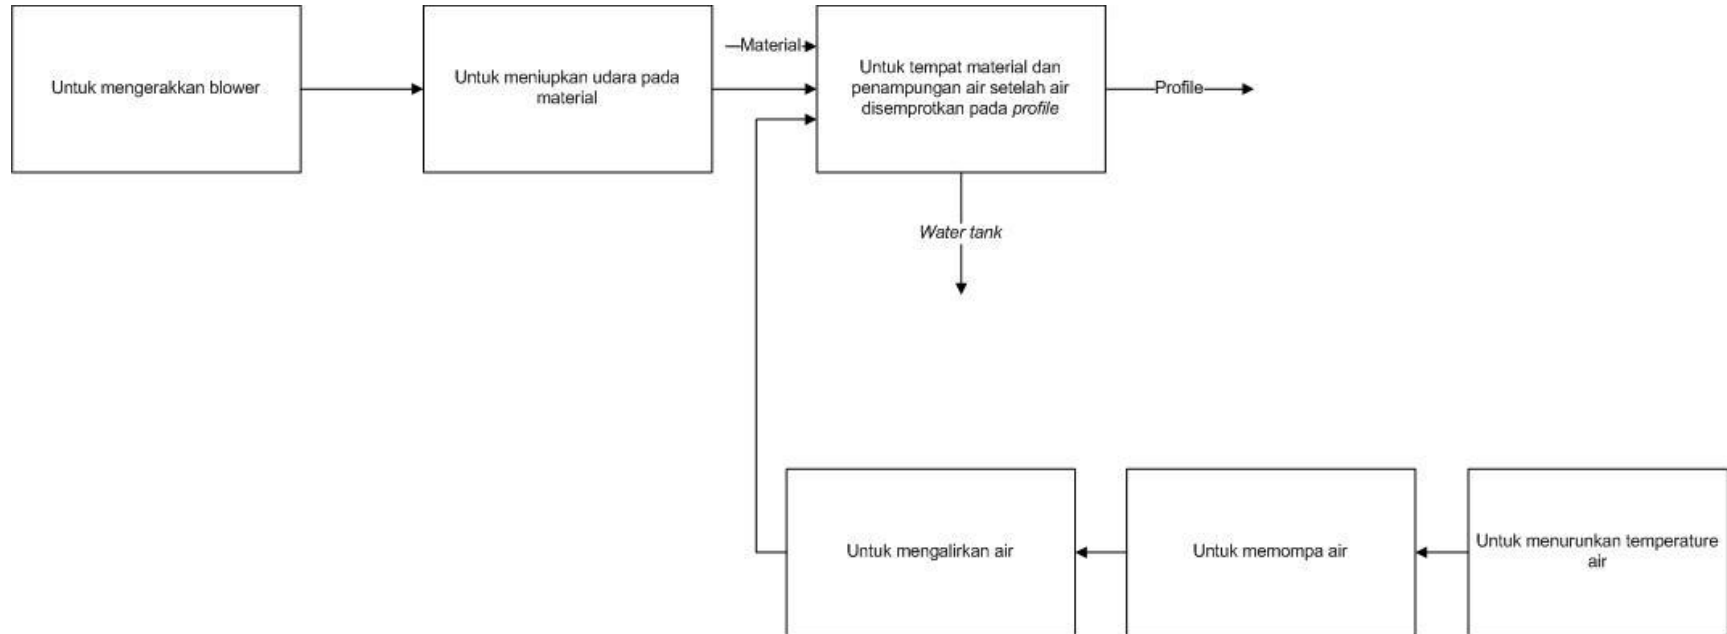 Untuk mengerakkan blower
Untuk meniupkan udara pada
material
Material
Untuk tempat material dan
penampungan air setelah air
disemprotkan pada profile
Profile
Water tank
Untuk mengalirkan air
Untuk memompa air
Untuk menurunkan temperature
air